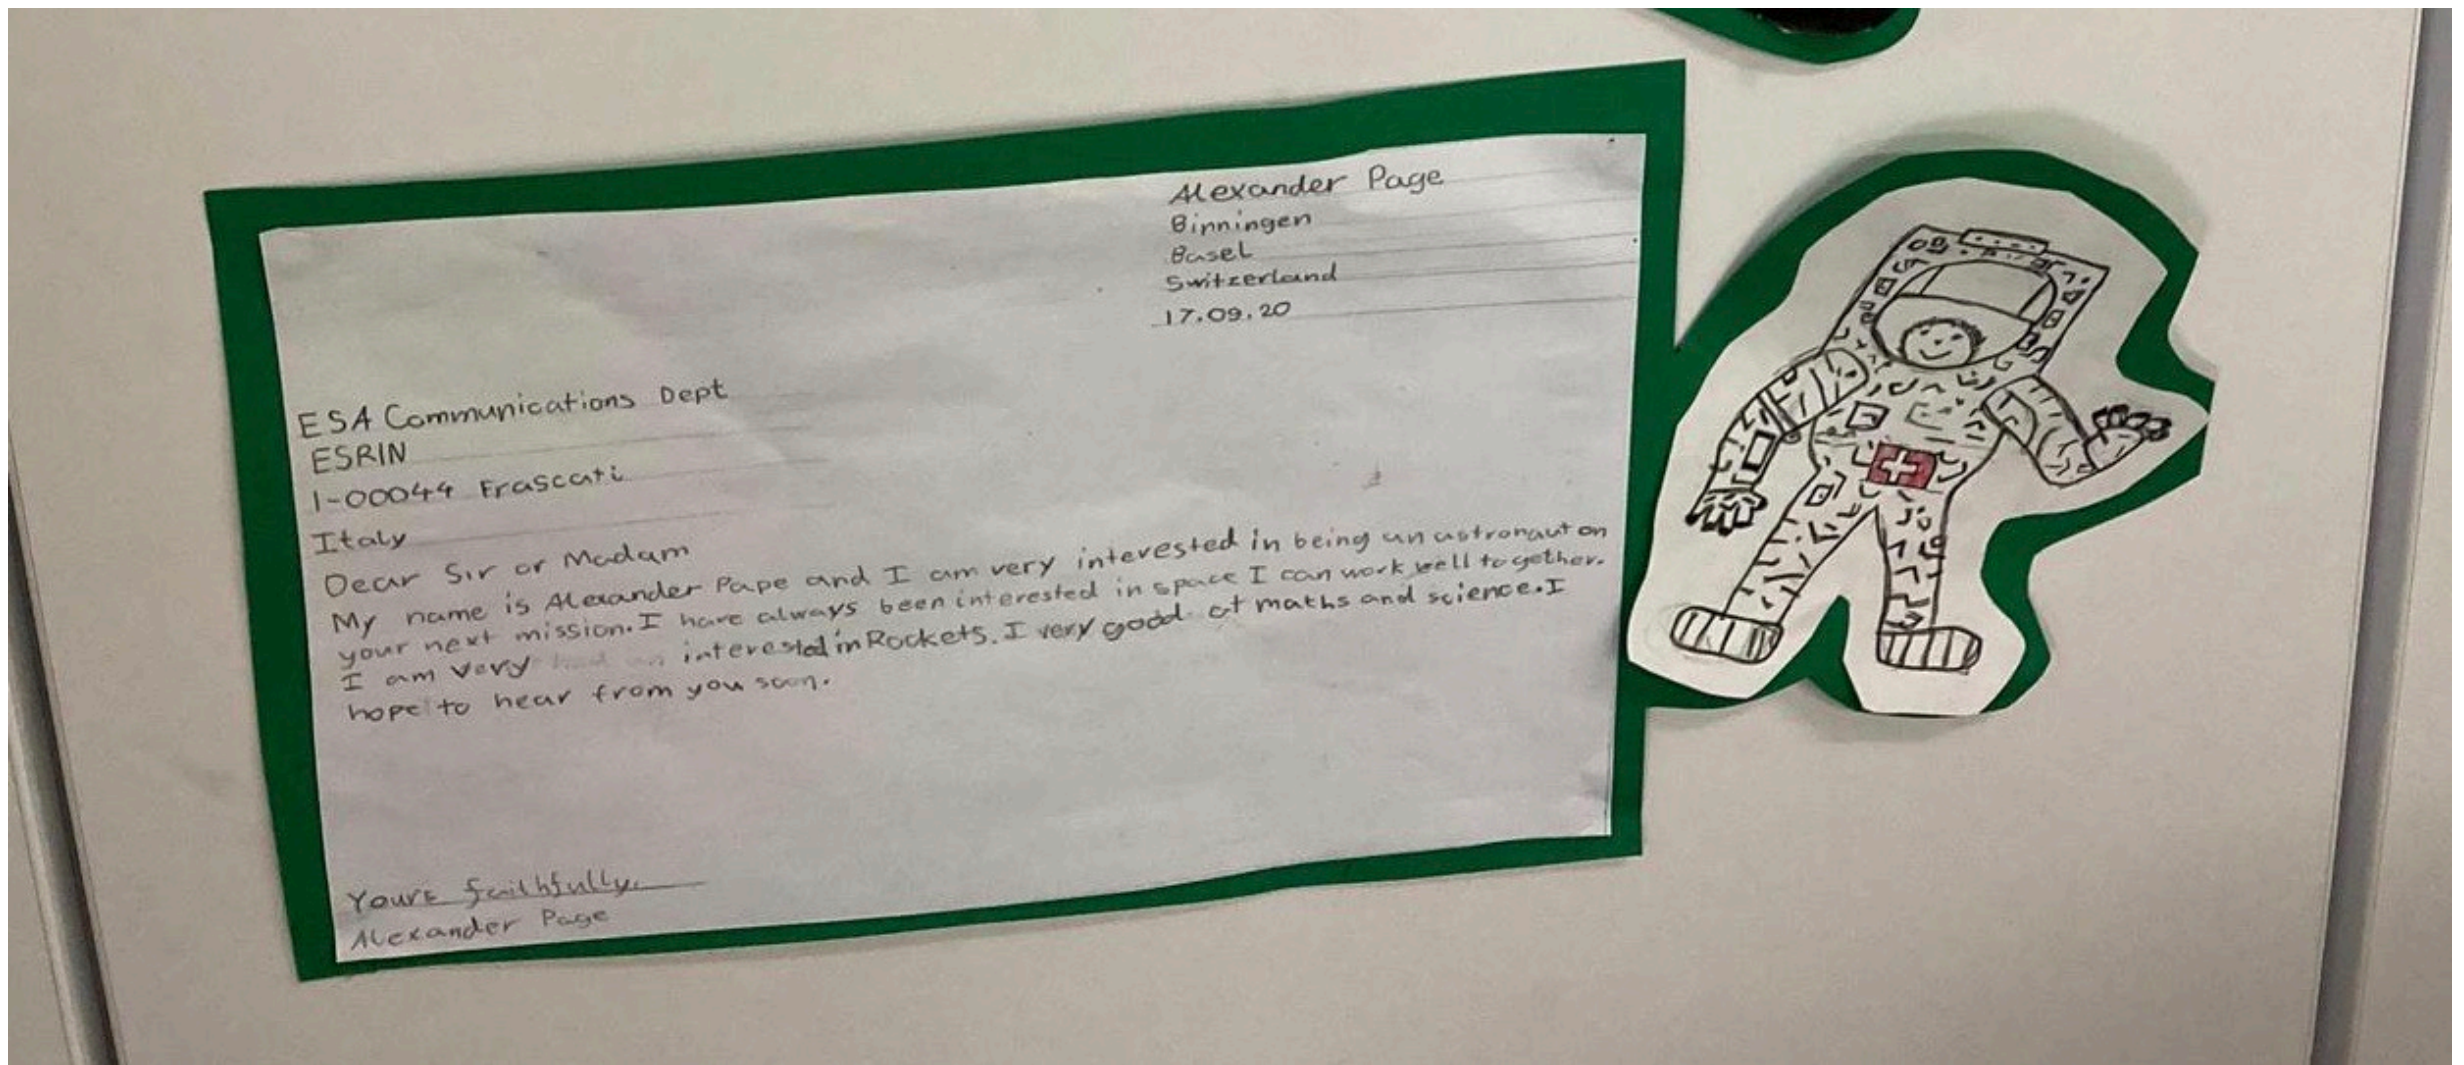 Alexander Page
Binningen
Basel
Switzerland
17.09.20
ESA Communications Dept
ESRIN
I-00044 Frascati
Italy
Dear Sir or Madam
My name is Alexander Pape and I am very interested in being an astronaut on
your next mission. I have always been interested in space I can work well together.
I am very interested in Rockets. I very good at maths and science. I
hope to hear from you soon.
Yours faithfully.
Alexander Page